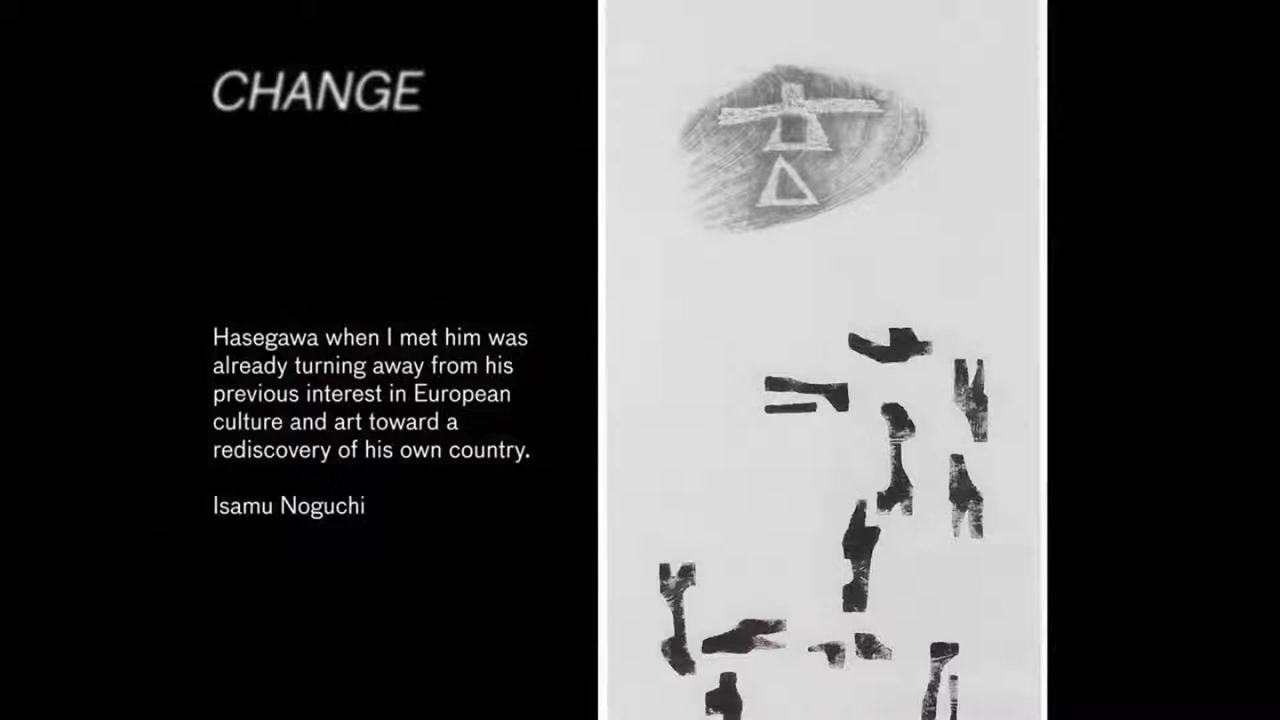 CHANGE
Hasegawa when I met him was
already turning away from his
previous interest in European
culture and art toward a
rediscovery of his own country.
Isamu Noguchi